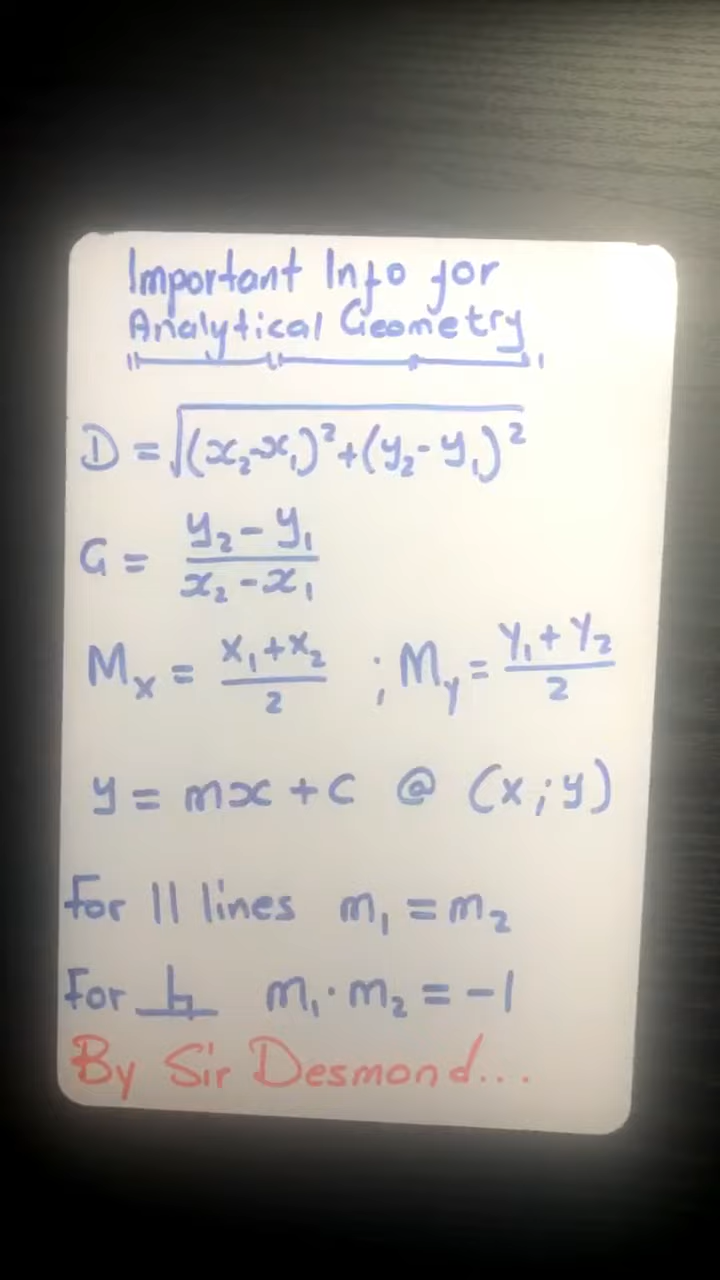 Important Info for
Analytical Geometry
D = √(x₂-x₁)²+(y₂-y₁)²
G = y₂-y₁ / x₂-x₁
Mₓ = x₁+x₂ / 2 ; Mᵧ = y₁+y₂ / 2
y = mx + c @ (x;y)
For || lines m₁ = m₂
For ⊥ m₁·m₂ = -1
By Sir Desmond...